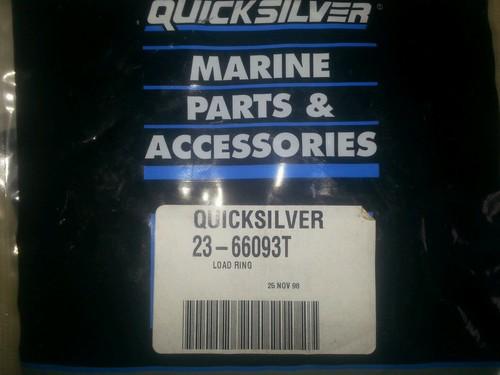 QUICKSILVER®
MARINE
PARTS &
ACCESSORIES
QUICKSILVER
23-66093T
LOAD RING
25 NOV 98